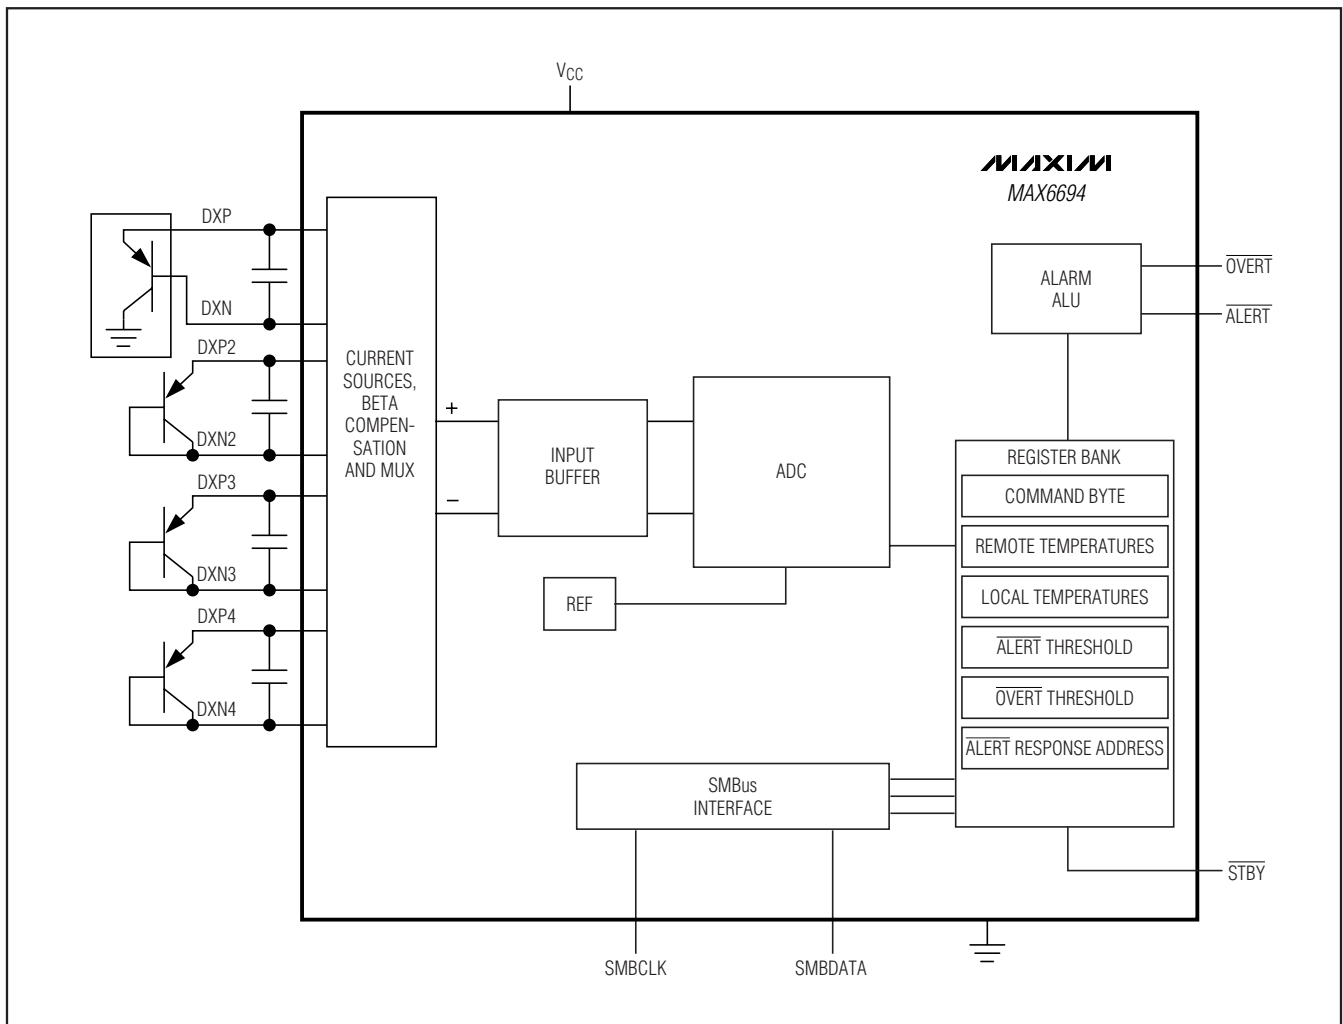 VCC
MAXIM
MAX6694
DXP
DXN
DXP2
DXN2
DXP3
DXN3
DXP4
DXN4
CURRENT
SOURCES,
BETA
COMPEN-
SATION
AND MUX
+
−
INPUT
BUFFER
ADC
REF
ALARM
ALU
OVERT
ALERT
REGISTER BANK
COMMAND BYTE
REMOTE TEMPERATURES
LOCAL TEMPERATURES
ALERT THRESHOLD
OVERT THRESHOLD
ALERT RESPONSE ADDRESS
SMBus
INTERFACE
STBY
SMBCLK
SMBDATA